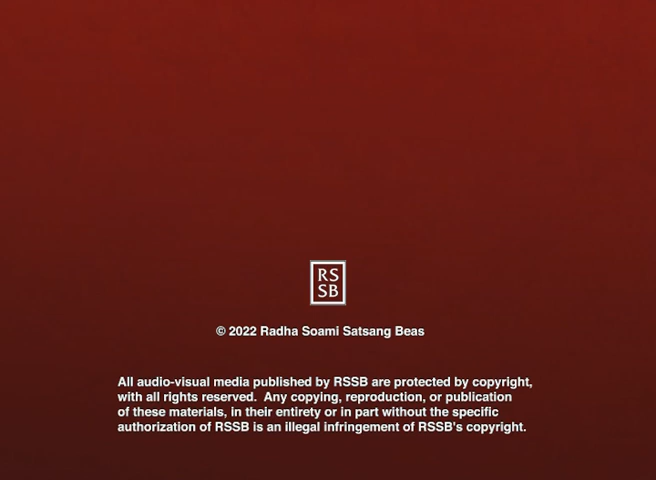 RS
SB
© 2022 Radha Soami Satsang Beas
All audio-visual media published by RSSB are protected by copyright,
with all rights reserved.  Any copying, reproduction, or publication
of these materials, in their entirety or in part without the specific
authorization of RSSB is an illegal infringement of RSSB's copyright.